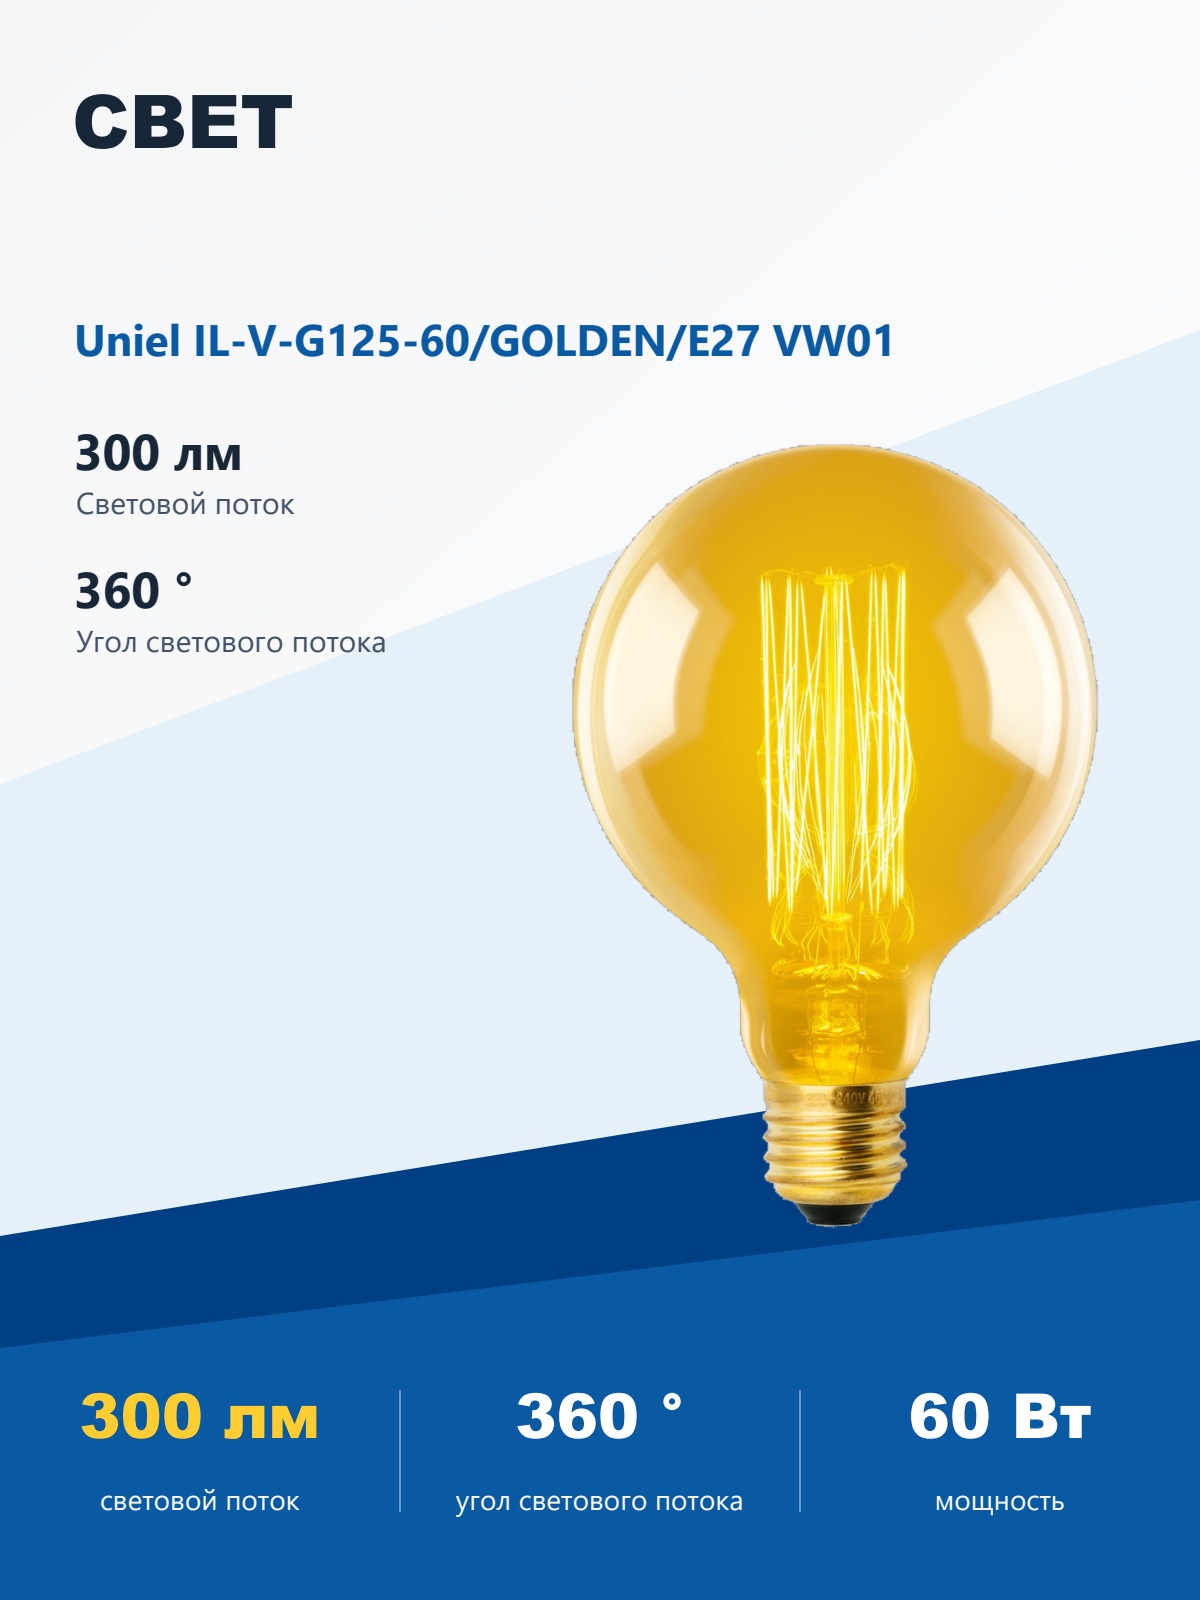 СВЕТ
Uniel IL-V-G125-60/GOLDEN/E27 VW01
300 лм
Световой поток
360 °
Угол светового потока
240V
300 лм
360 °
60 Вт
световой поток
угол светового потока
мощность